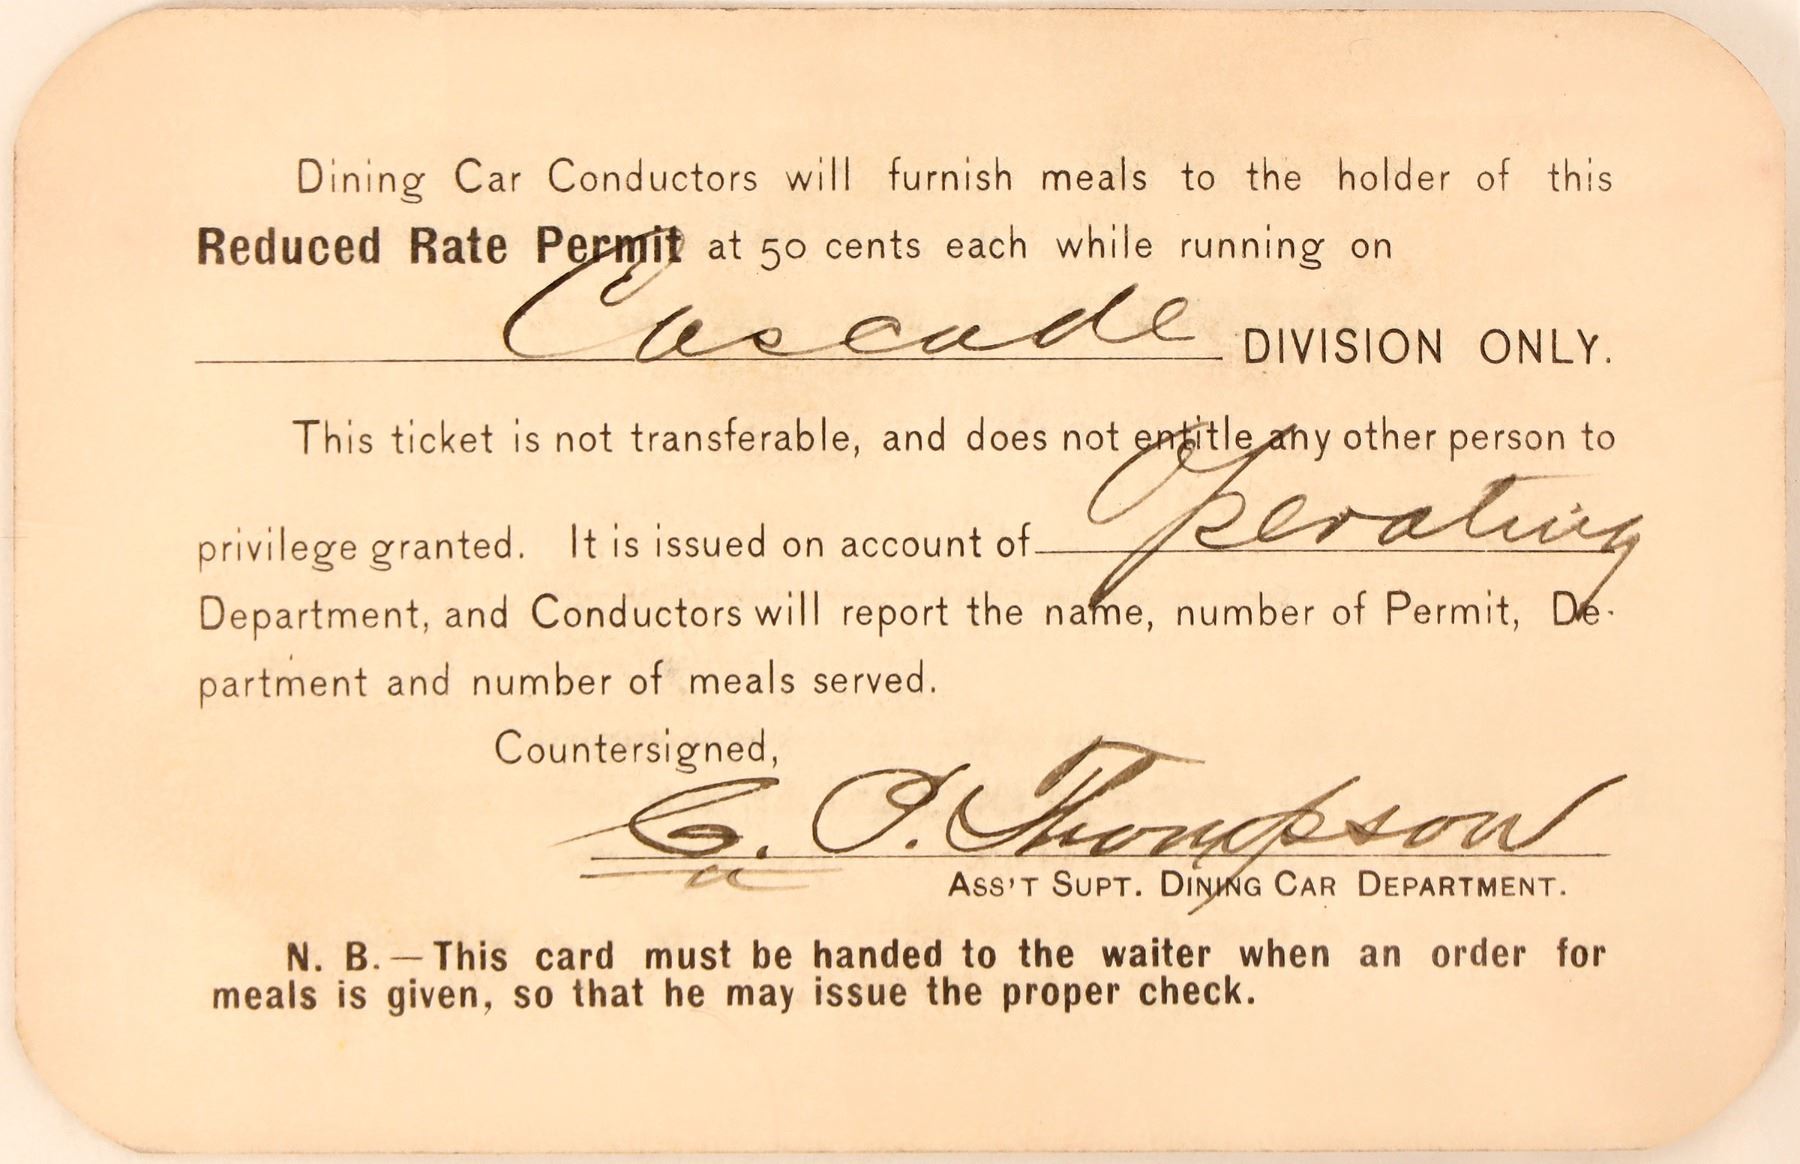 Dining Car Conductors will furnish meals to the holder of this
Reduced Rate Permit at 50 cents each while running on
Cascade DIVISION ONLY.
This ticket is not transferable, and does not entitle any other person to
privilege granted. It is issued on account of Operating
Department, and Conductors will report the name, number of Permit, De-
partment and number of meals served.
Countersigned,
C. P. Thompson
ASS'T SUPT. DINING CAR DEPARTMENT.
N. B.—This card must be handed to the waiter when an order for
meals is given, so that he may issue the proper check.